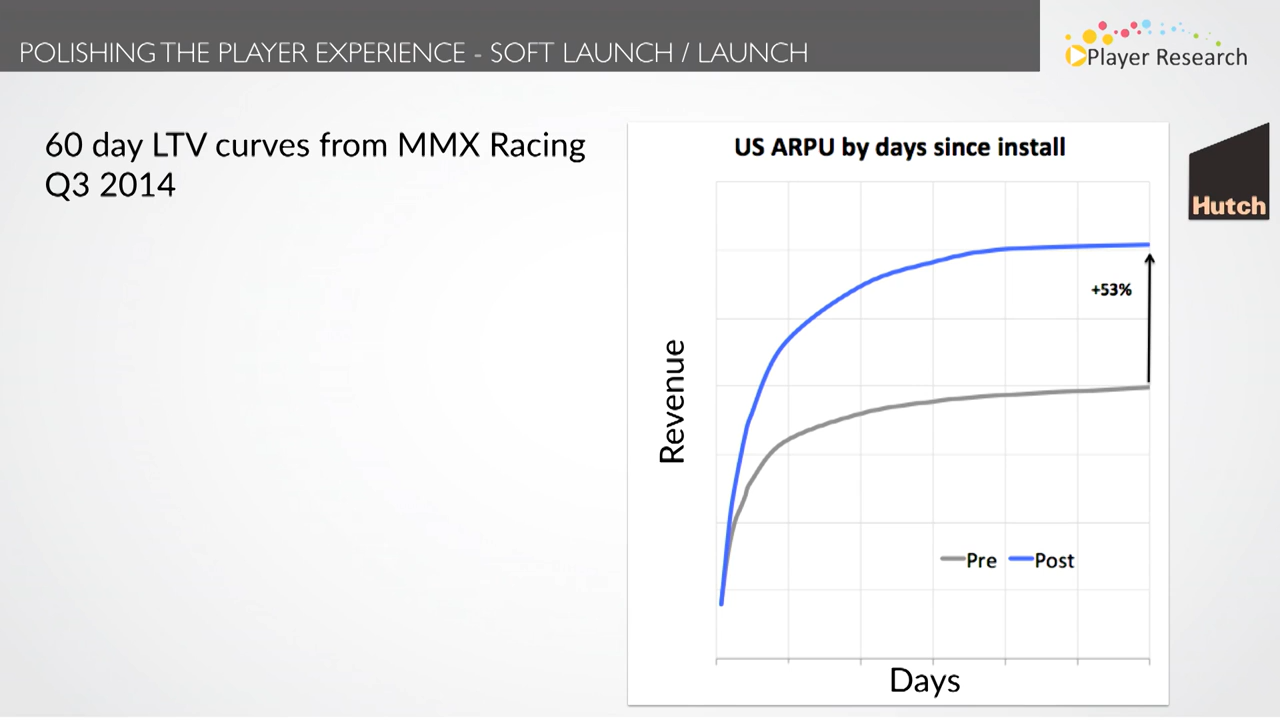 POLISHING THE PLAYER EXPERIENCE - SOFT LAUNCH / LAUNCH
Player Research
60 day LTV curves from MMX Racing
Q3 2014
US ARPU by days since install
Hutch
+53%
Revenue
Pre
Post
Days